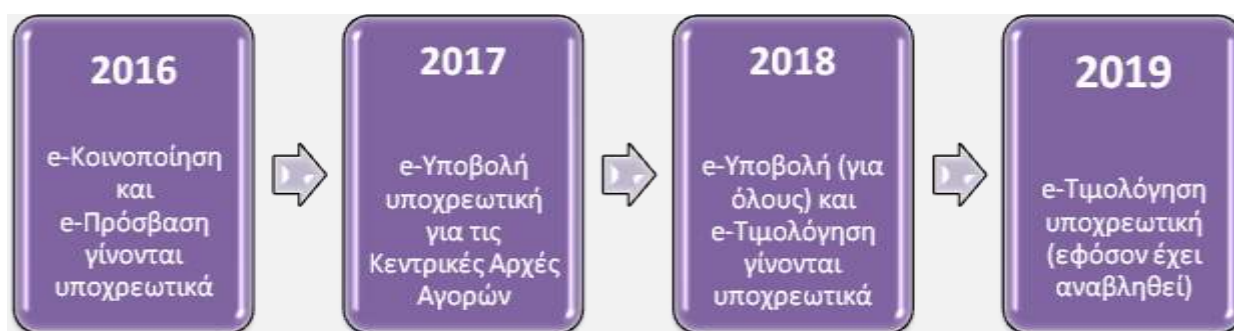 2016
e-Κοινοποίηση
και
e-Πρόσβαση
γίνονται
υποχρεωτικά
2017
e-Υποβολή
υποχρεωτική
για τις
Κεντρικές Αρχές
Αγορών
2018
e-Υποβολή (για
όλους) και
e-Τιμολόγηση
γίνονται
υποχρεωτικά
2019
e-Τιμολόγηση
υποχρεωτική
(εφόσον έχει
αναβληθεί)